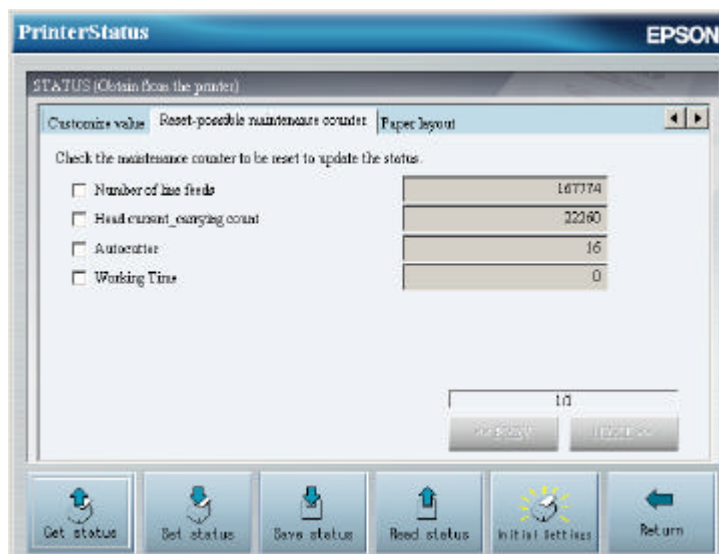 PrinterStatus
EPSON
STATUS (Obtain from the printer)
Customize value Reset-possible maintenance counter Paper layout
Check the maintenance counter to be reset to update the status.
Number of line feeds 167774
Head current_carrying count 22260
Autocutter 16
Working Time 0
Get status Set status Save status Read status Initial Settings Return